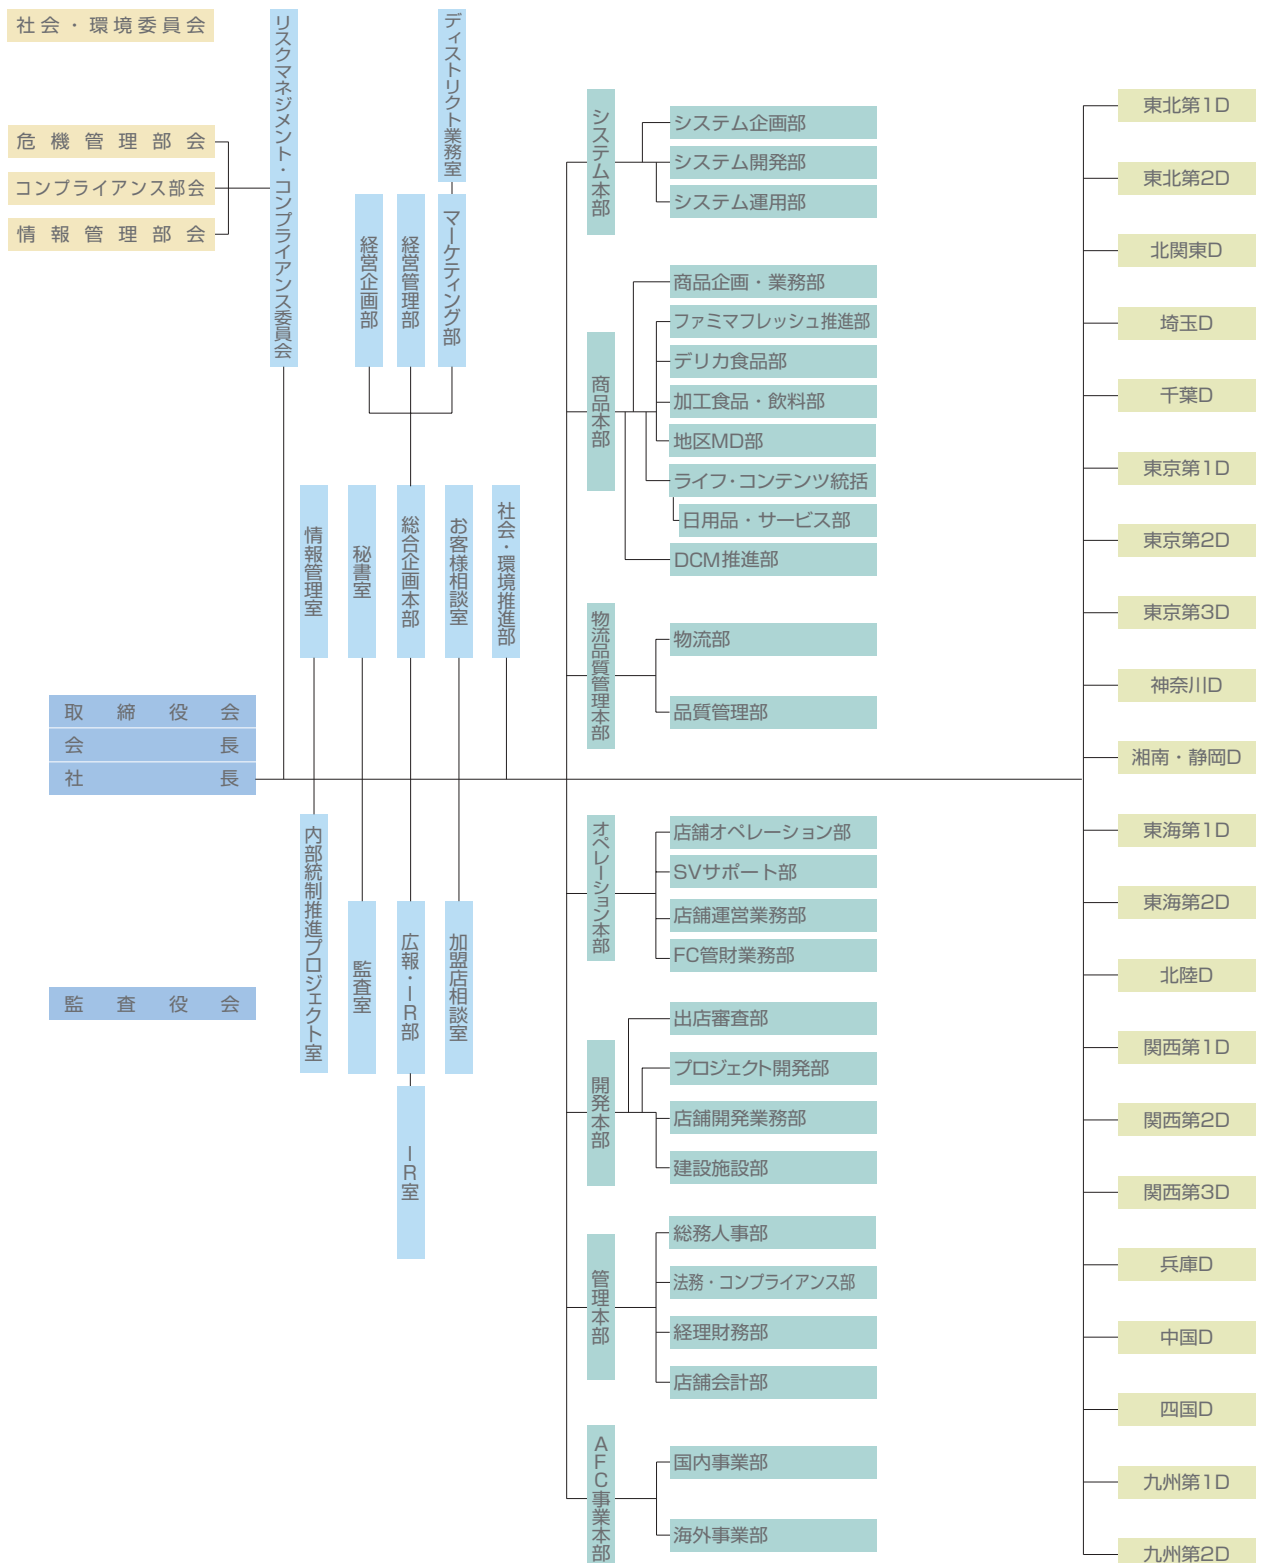 社会・環境委員会
危機管理部会
コンプライアンス部会
情報管理部会
リスクマネジメント・コンプライアンス委員会
ディストリクト業務室
経営企画部
経営管理部
マーケティング部
情報管理室
秘書室
総合企画本部
お客様相談室
社会・環境推進部
取締役会
会長
社長
監査役会
内部統制推進プロジェクト室
監査室
広報・IR部
加盟店相談室
IR室
システム本部
システム企画部
システム開発部
システム運用部
商品本部
商品企画・業務部
ファミマフレッシュ推進部
デリカ食品部
加工食品・飲料部
地区MD部
ライフ・コンテンツ統括
日用品・サービス部
DCM推進部
物流品質管理本部
物流部
品質管理部
オペレーション本部
店舗オペレーション部
SVサポート部
店舗運営業務部
FC管財業務部
開発本部
出店審査部
プロジェクト開発部
店舗開発業務部
建設施設部
管理本部
総務人事部
法務・コンプライアンス部
経理財務部
店舗会計部
AFC事業本部
国内事業部
海外事業部
東北第1D
東北第2D
北関東D
埼玉D
千葉D
東京第1D
東京第2D
東京第3D
神奈川D
湘南・静岡D
東海第1D
東海第2D
北陸D
関西第1D
関西第2D
関西第3D
兵庫D
中国D
四国D
九州第1D
九州第2D